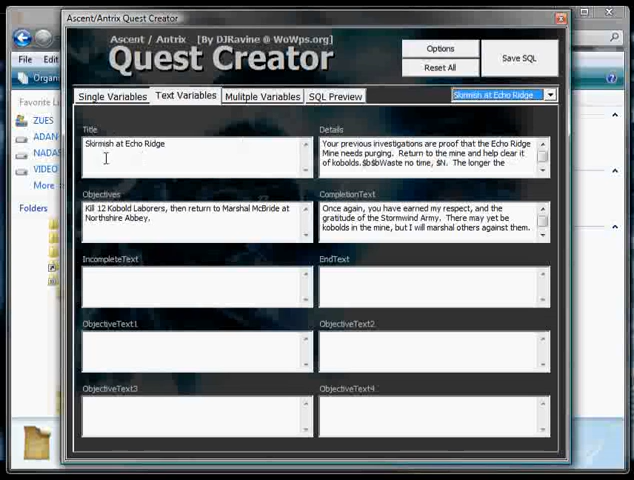 Ascent/Antrix Quest Creator
Ascent / Antrix [By DJRavine @ WoWps.org]
Quest Creator
Options
Reset All
Save SQL
Single Variables
Text Variables
Mulitple Variables
SQL Preview
Skirmish at Echo Ridge
Title
Skirmish at Echo Ridge
Details
Your previous investigations are proof that the Echo Ridge
Mine needs purging. Return to the mine and help clear it
of kobolds.$b$bWaste no time, $N. The longer the
Objectives
Kill 12 Kobold Laborers, then return to Marshal McBride at
Northshire Abbey.
CompletionText
Once again, you have earned my respect, and the
gratitude of the Stormwind Army. There may yet be
kobolds in the mine, but I will marshal others against them.
IncompleteText
EndText
ObjectiveText1
ObjectiveText2
ObjectiveText3
ObjectiveText4
File
Organi
Favorite L
ZUES
ADAN
NADAS
VIDEO
More
Folders